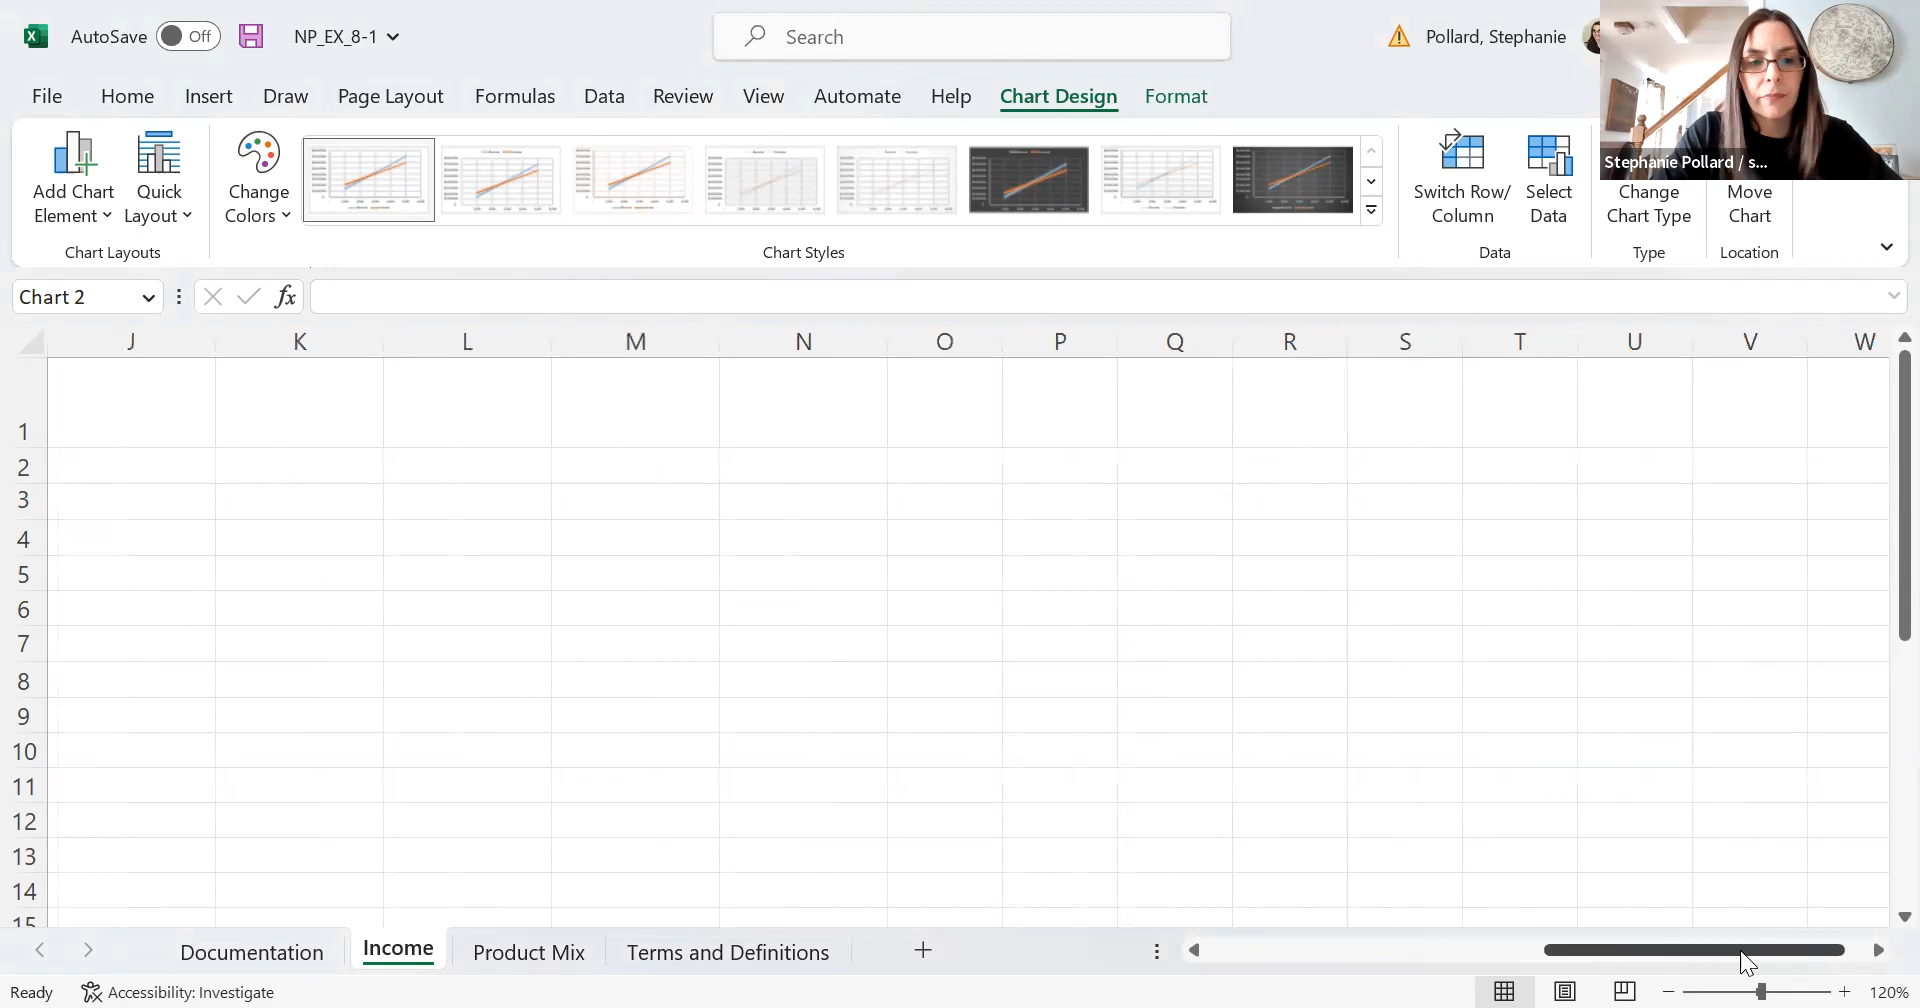 AutoSave Off NP_EX_8-1 Search Pollard, Stephanie
File Home Insert Draw Page Layout Formulas Data Review View Automate Help Chart Design Format
Stephanie Pollard / s...
Add Chart Element
Quick Layout
Change Colors
Switch Row/ Column
Select Data
Change Chart Type
Move Chart
Chart Layouts Chart Styles Data Type Location
Chart 2 fx
J K L M N O P Q R S T U V W
1
2
3
4
5
6
7
8
9
10
11
12
13
14
15
Documentation Income Product Mix Terms and Definitions
Ready Accessibility: Investigate 120%